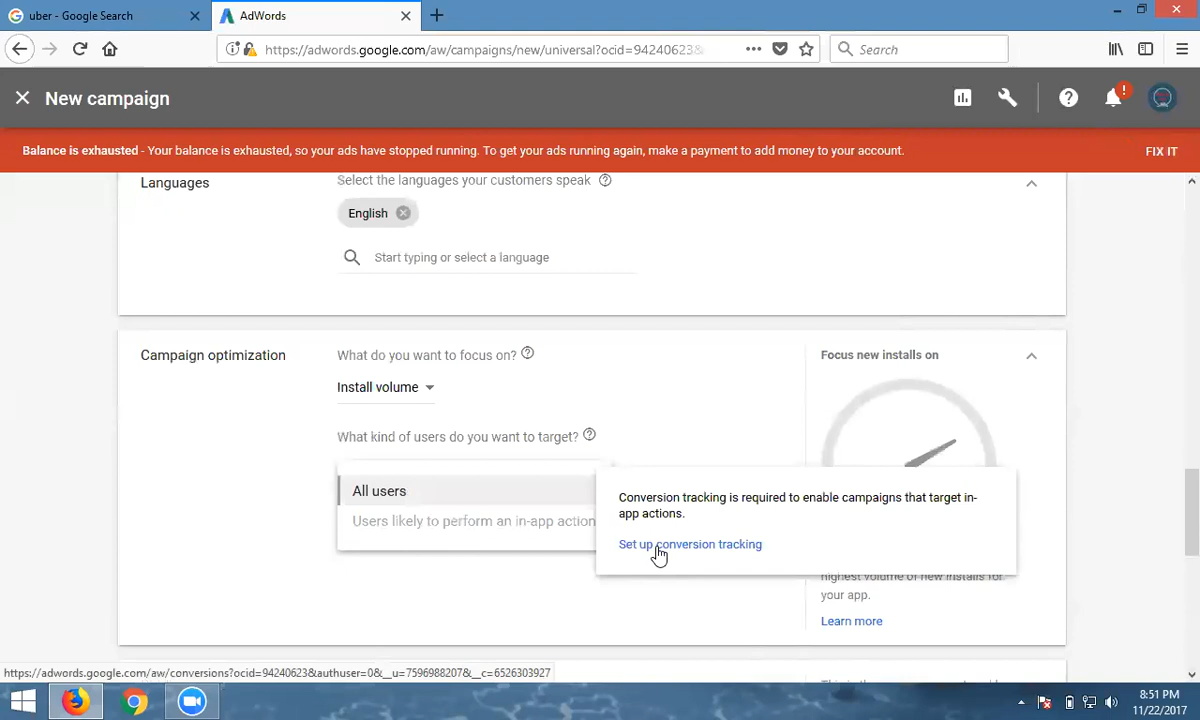 uber - Google Search
AdWords
https://adwords.google.com/aw/campaigns/new/universal?ocid=94240623&
Search
New campaign
Balance is exhausted - Your balance is exhausted, so your ads have stopped running. To get your ads running again, make a payment to add money to your account.
FIX IT
Languages
Select the languages your customers speak
English
Start typing or select a language
Campaign optimization
What do you want to focus on?
Install volume
What kind of users do you want to target?
All users
Users likely to perform an in-app action
Focus new installs on
Conversion tracking is required to enable campaigns that target in-
app actions.
Set up conversion tracking
highest volume of new installs for
your app.
Learn more
https://adwords.google.com/aw/conversions?ocid=94240623&authuser=0&__u=7596988207&__c=6526303927
8:51 PM
11/22/2017